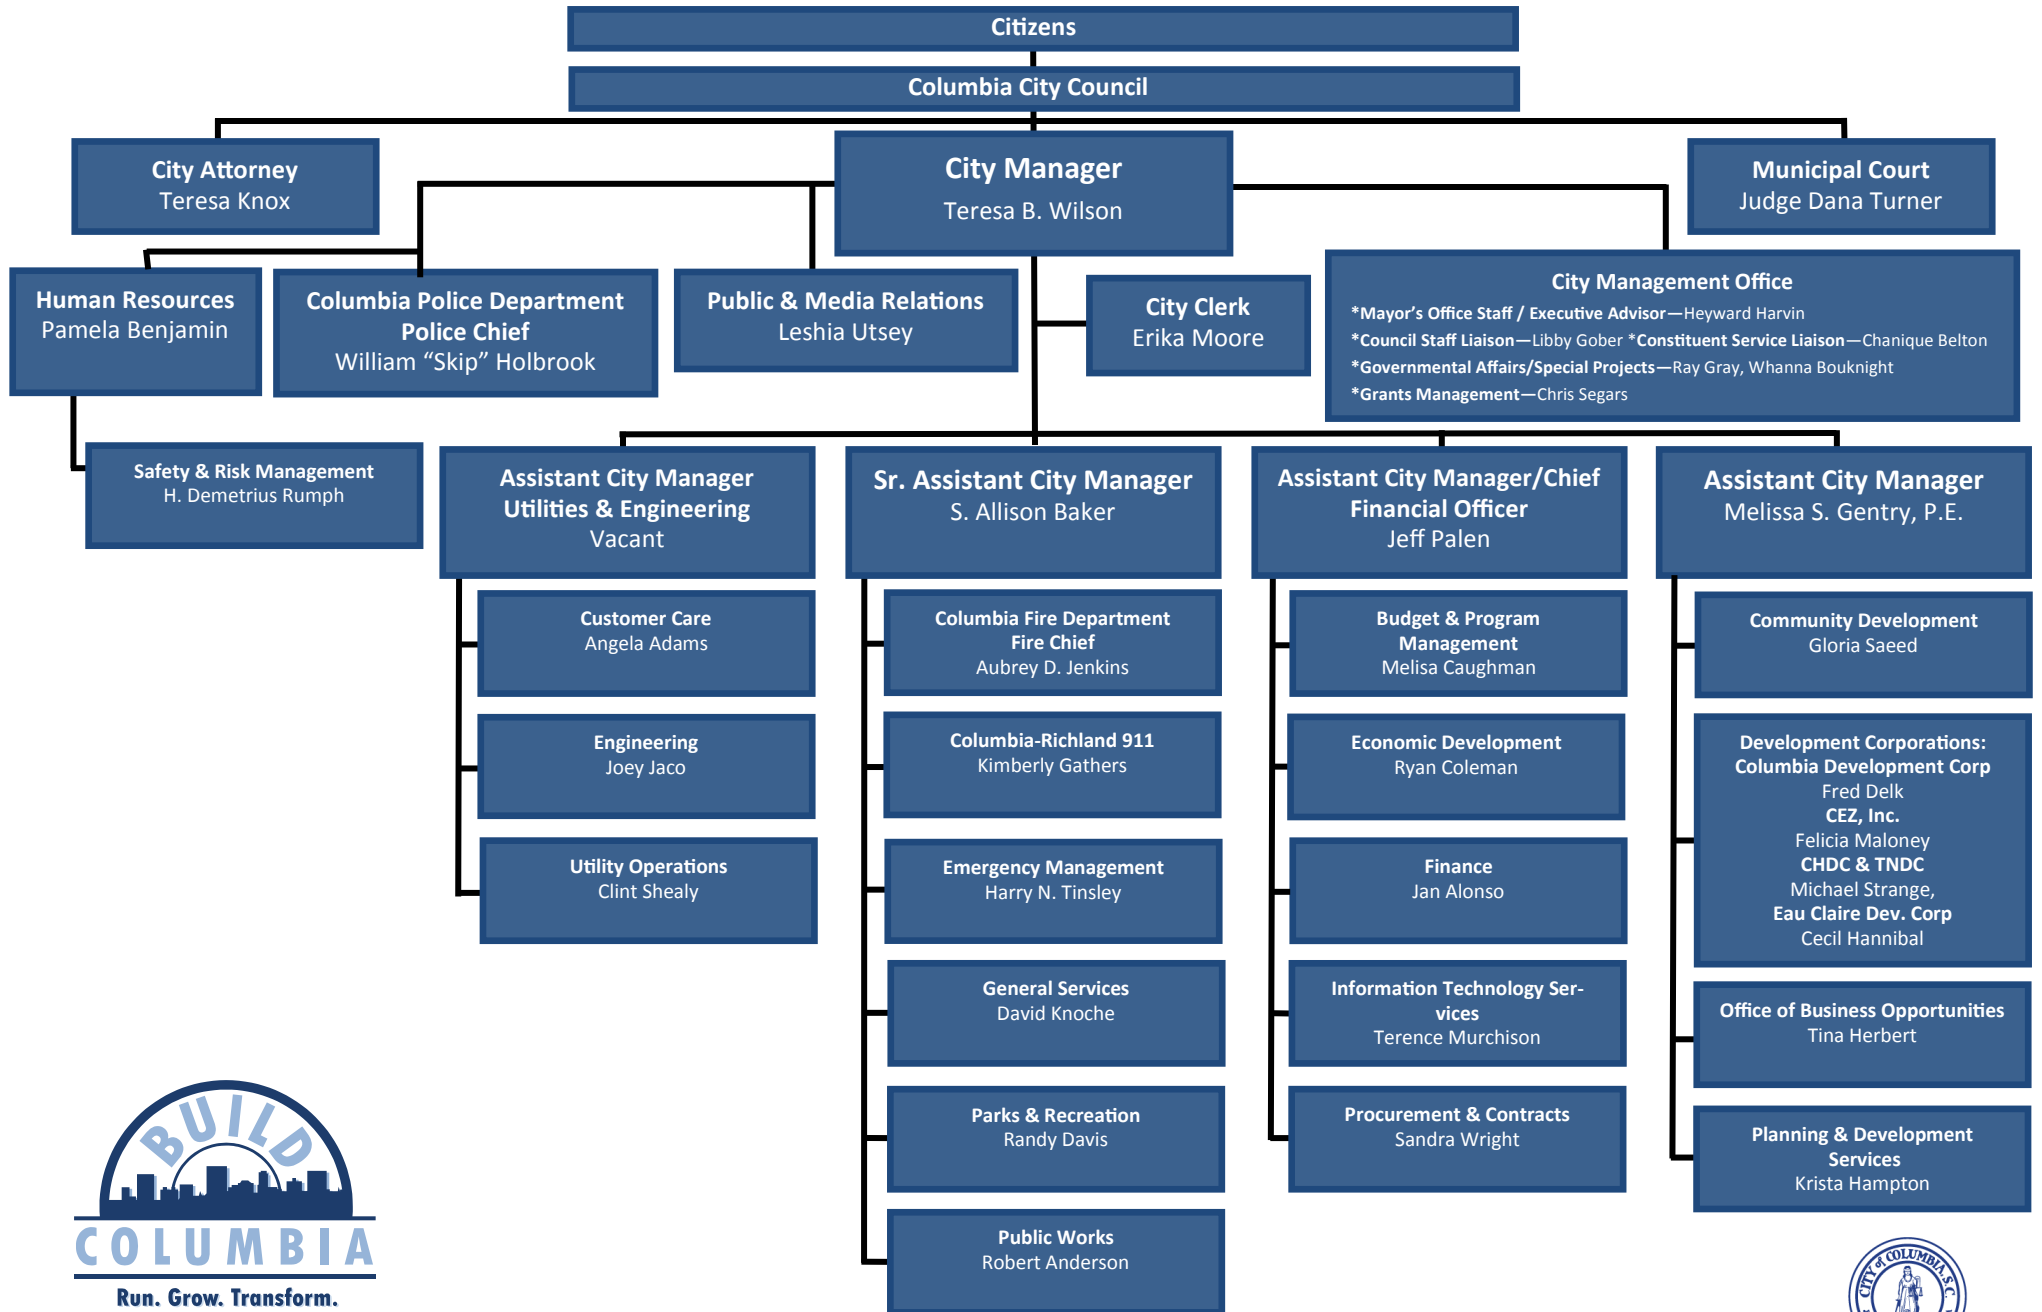 Citizens
Columbia City Council
City Attorney
Teresa Knox
City Manager
Teresa B. Wilson
Municipal Court
Judge Dana Turner
Human Resources
Pamela Benjamin
Columbia Police Department
Police Chief
William “Skip” Holbrook
Public & Media Relations
Leshia Utsey
City Clerk
Erika Moore
City Management Office
*Mayor’s Office Staff / Executive Advisor—Heyward Harvin
*Council Staff Liaison—Libby Gober *Constituent Service Liaison—Chanique Belton
*Governmental Affairs/Special Projects—Ray Gray, Whanna Bouknight
*Grants Management—Chris Segars
Safety & Risk Management
H. Demetrius Rumph
Assistant City Manager
Utilities & Engineering
Vacant
Customer Care
Angela Adams
Engineering
Joey Jaco
Utility Operations
Clint Shealy
Sr. Assistant City Manager
S. Allison Baker
Columbia Fire Department
Fire Chief
Aubrey D. Jenkins
Columbia-Richland 911
Kimberly Gathers
Emergency Management
Harry N. Tinsley
General Services
David Knoche
Parks & Recreation
Randy Davis
Public Works
Robert Anderson
Assistant City Manager/Chief
Financial Officer
Jeff Palen
Budget & Program
Management
Melisa Caughman
Economic Development
Ryan Coleman
Finance
Jan Alonso
Information Technology Ser-
vices
Terence Murchison
Procurement & Contracts
Sandra Wright
Assistant City Manager
Melissa S. Gentry, P.E.
Community Development
Gloria Saeed
Development Corporations:
Columbia Development Corp
Fred Delk
CEZ, Inc.
Felicia Maloney
CHDC & TNDC
Michael Strange,
Eau Claire Dev. Corp
Cecil Hannibal
Office of Business Opportunities
Tina Herbert
Planning & Development
Services
Krista Hampton
BUILD
COLUMBIA
Run. Grow. Transform.
CITY of COLUMBIA, S.C.